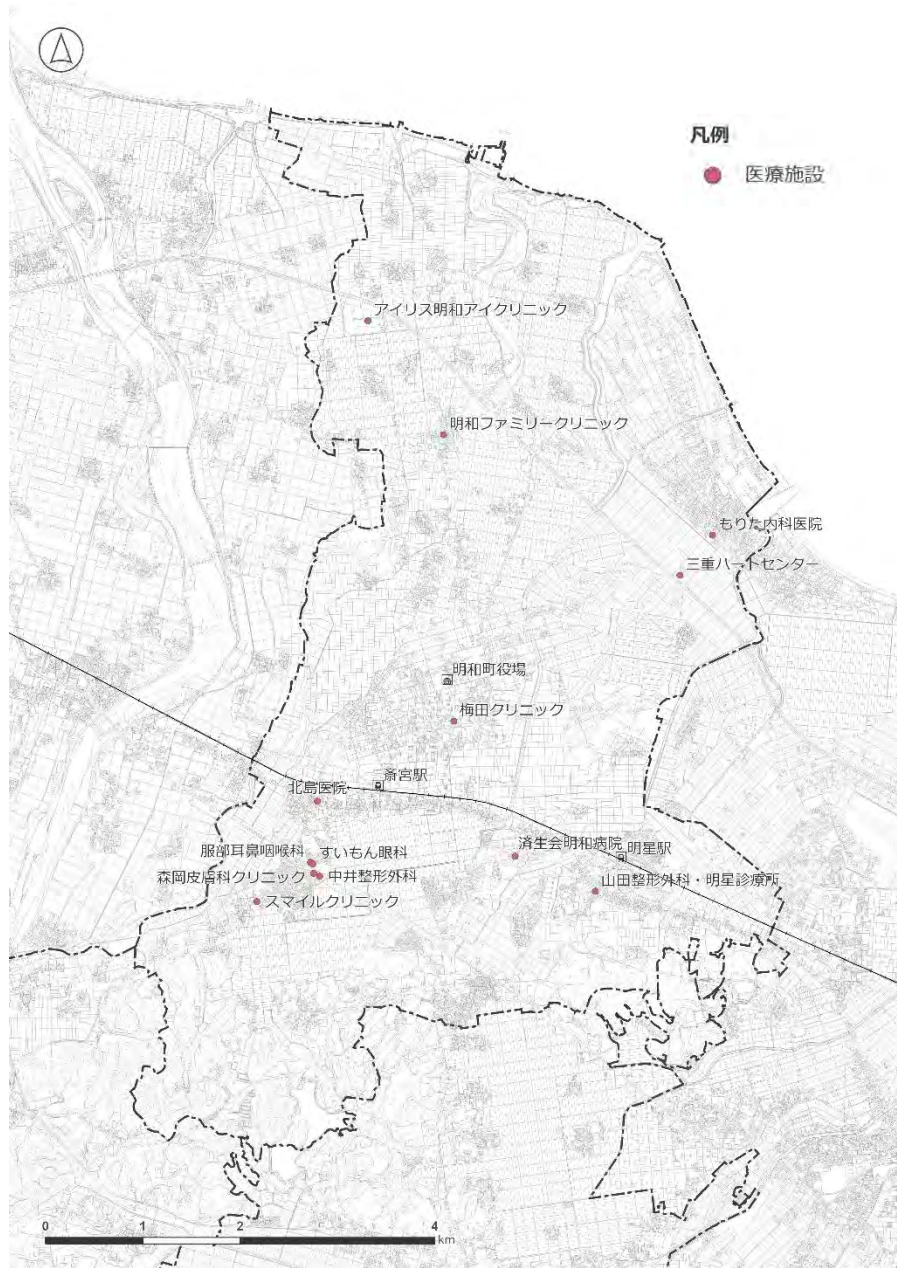 凡例
医療施設
アイリス明和アイクリニック
明和ファミリークリニック
もりた内科医院
三重ハートセンター
明和町役場
梅田クリニック
斎宮駅
北島医院
済生会明和病院
明星駅
服部耳鼻咽喉科
すいもん眼科
森岡皮膚科クリニック
中井整形外科
山田整形外科・明星診療所
スマイルクリニック
0 1 2 4
km